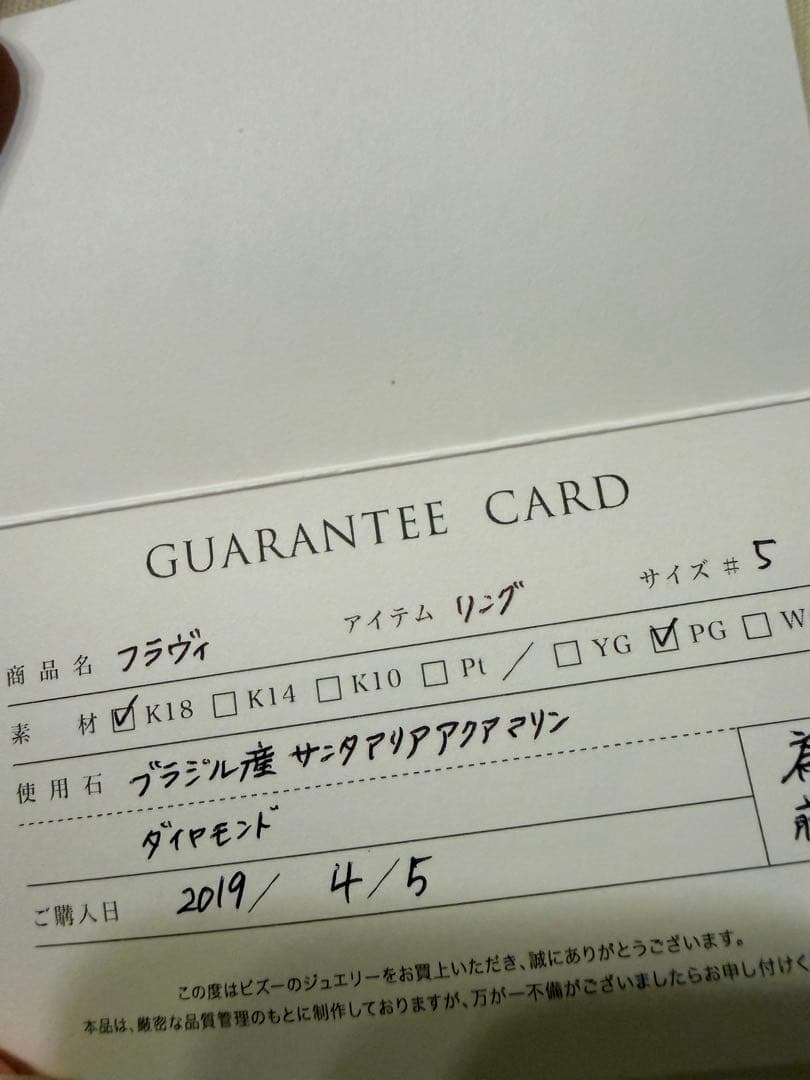 GUARANTEE CARD
商品名 フラヴィ アイテム リング サイズ # 5
素 材 ☑ K18 ☐ K14 ☐ K10 ☐ Pt ／ ☐ YG ☑ PG ☐ W
使用石 ブラジル産 サンタマリアアクアマリン
ダイヤモンド
ご購入日 2019/ 4/5
この度はビズーのジュエリーをお買上いただき、誠にありがとうございます。
本品は、厳密な品質管理のもとに制作しておりますが、万が一不備がございましたらお申し付けく